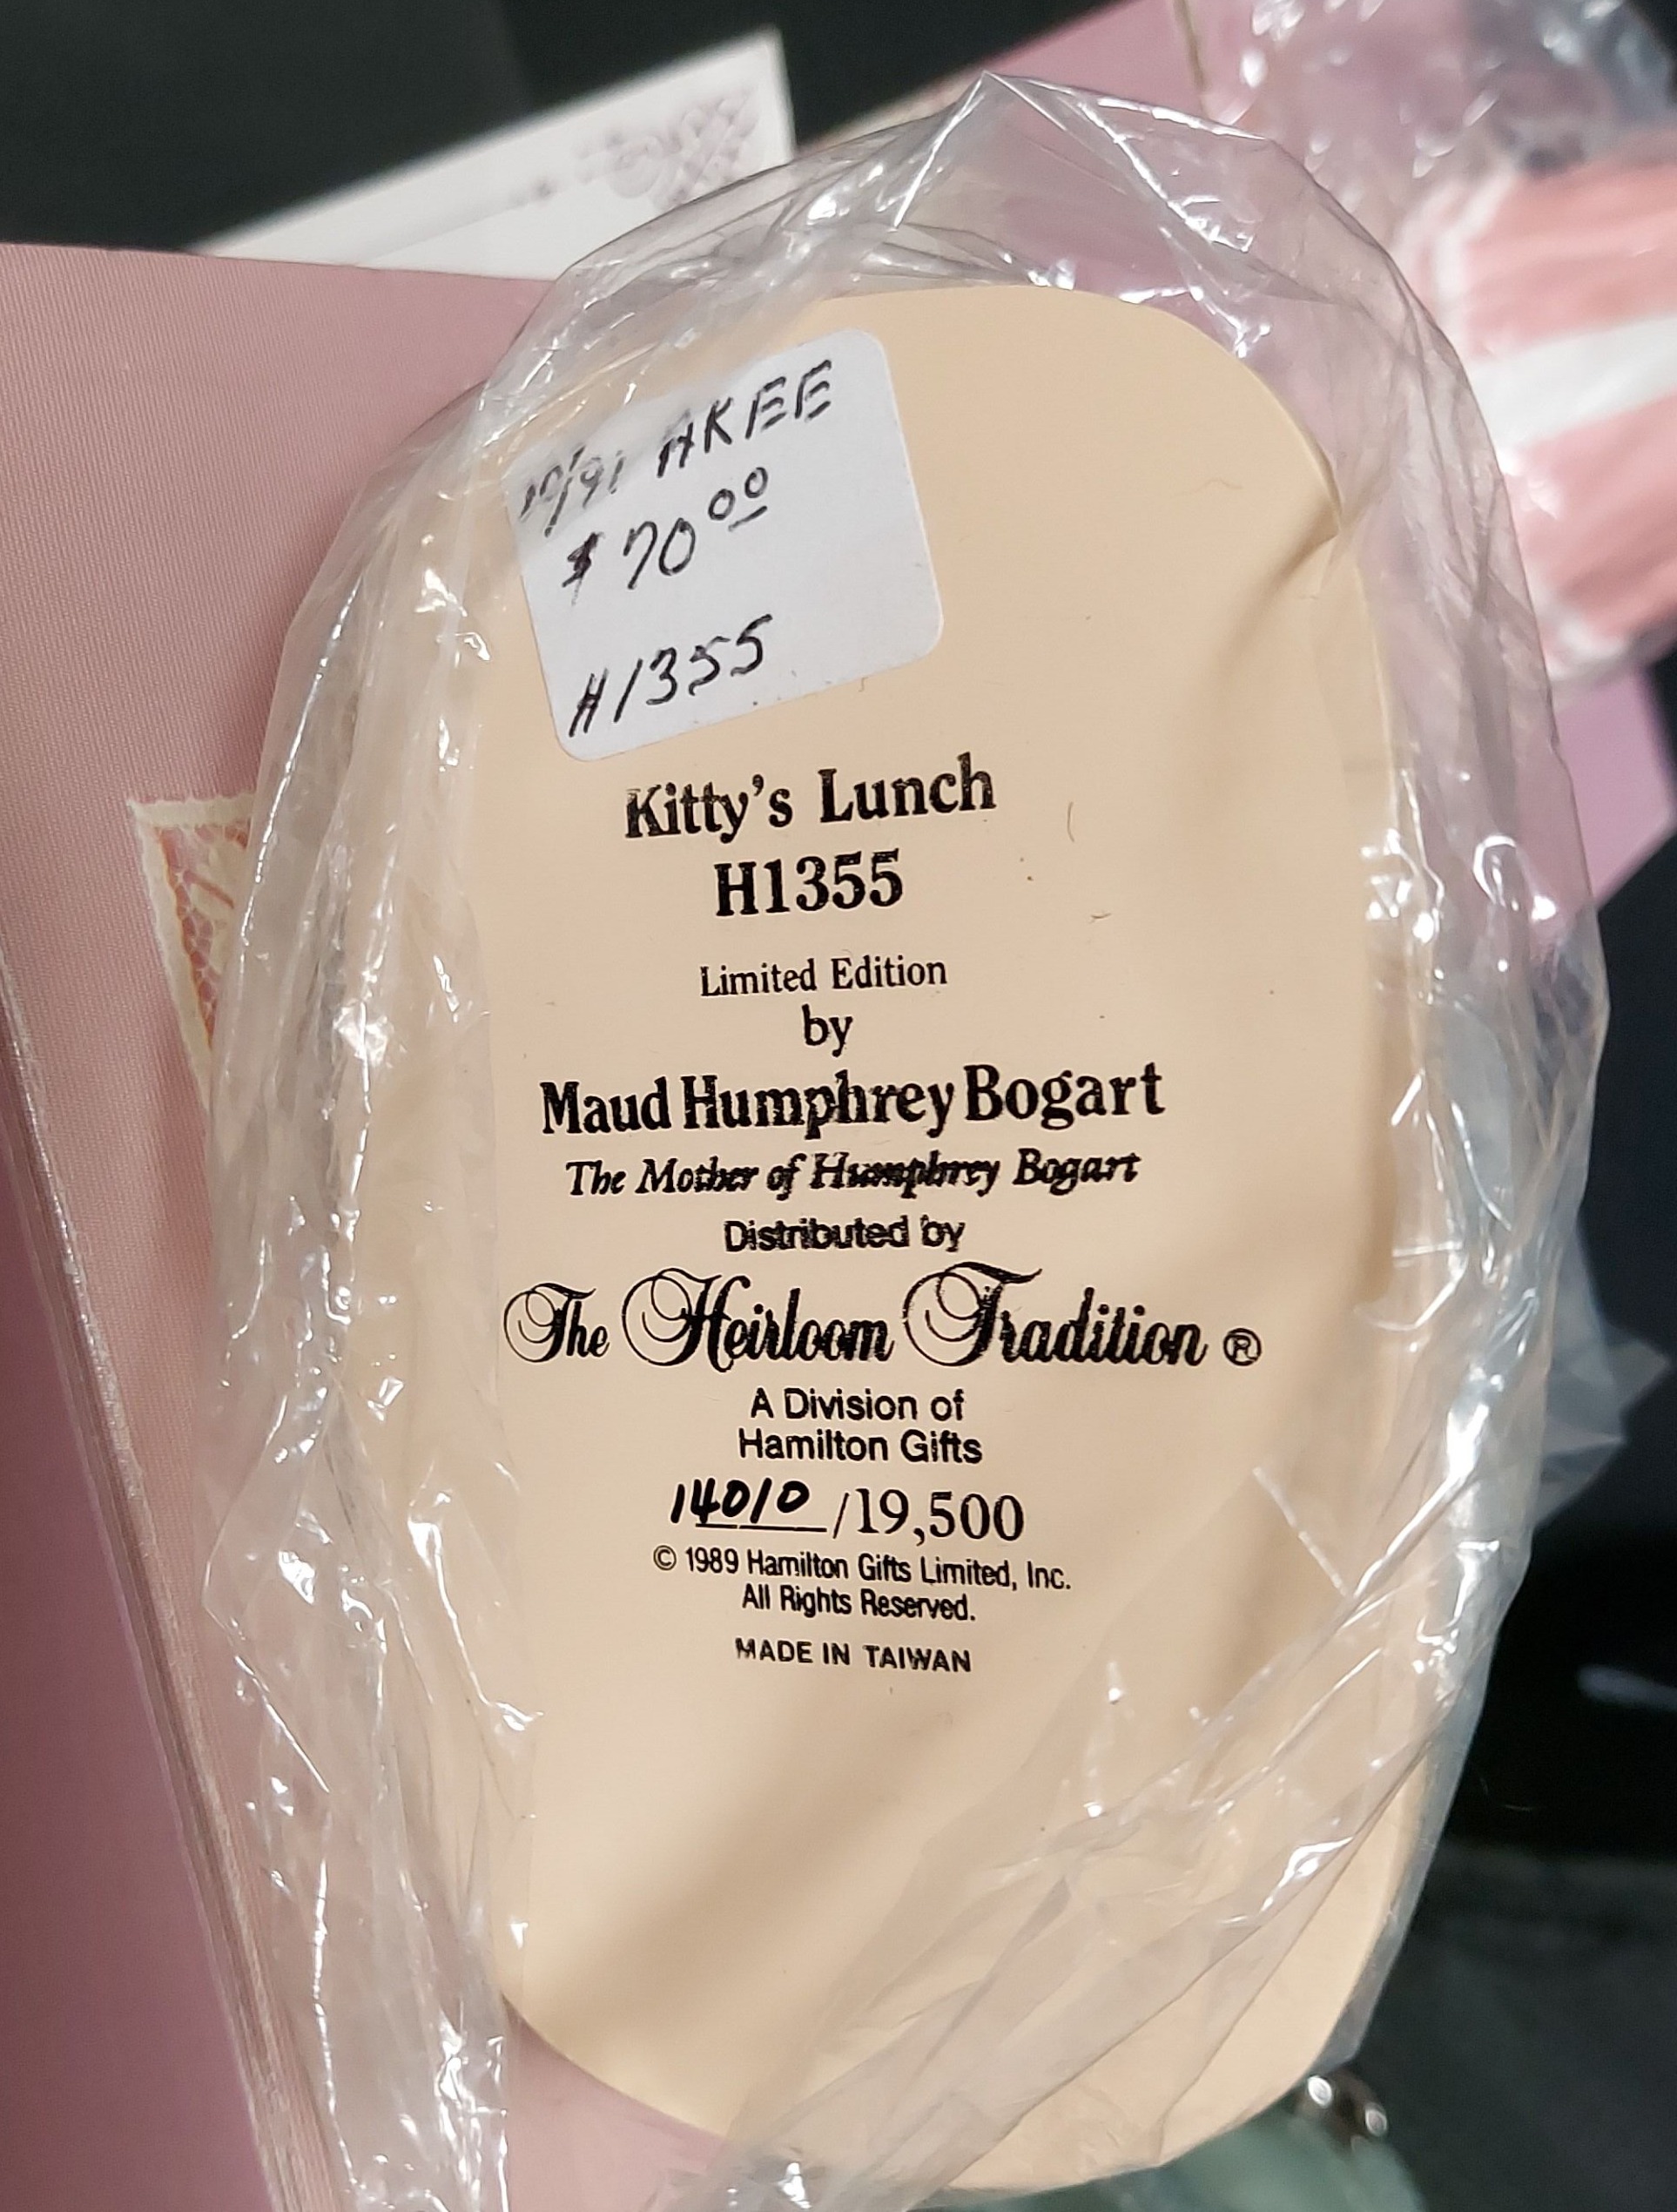 10/91 AKEE
$70.00
H1355
Kitty's Lunch
H1355
Limited Edition
by
Maud Humphrey Bogart
The Mother of Humphrey Bogart
Distributed by
The Heirloom Tradition ®
A Division of
Hamilton Gifts
14010 /19,500
© 1989 Hamilton Gifts Limited, Inc.
All Rights Reserved.
MADE IN TAIWAN